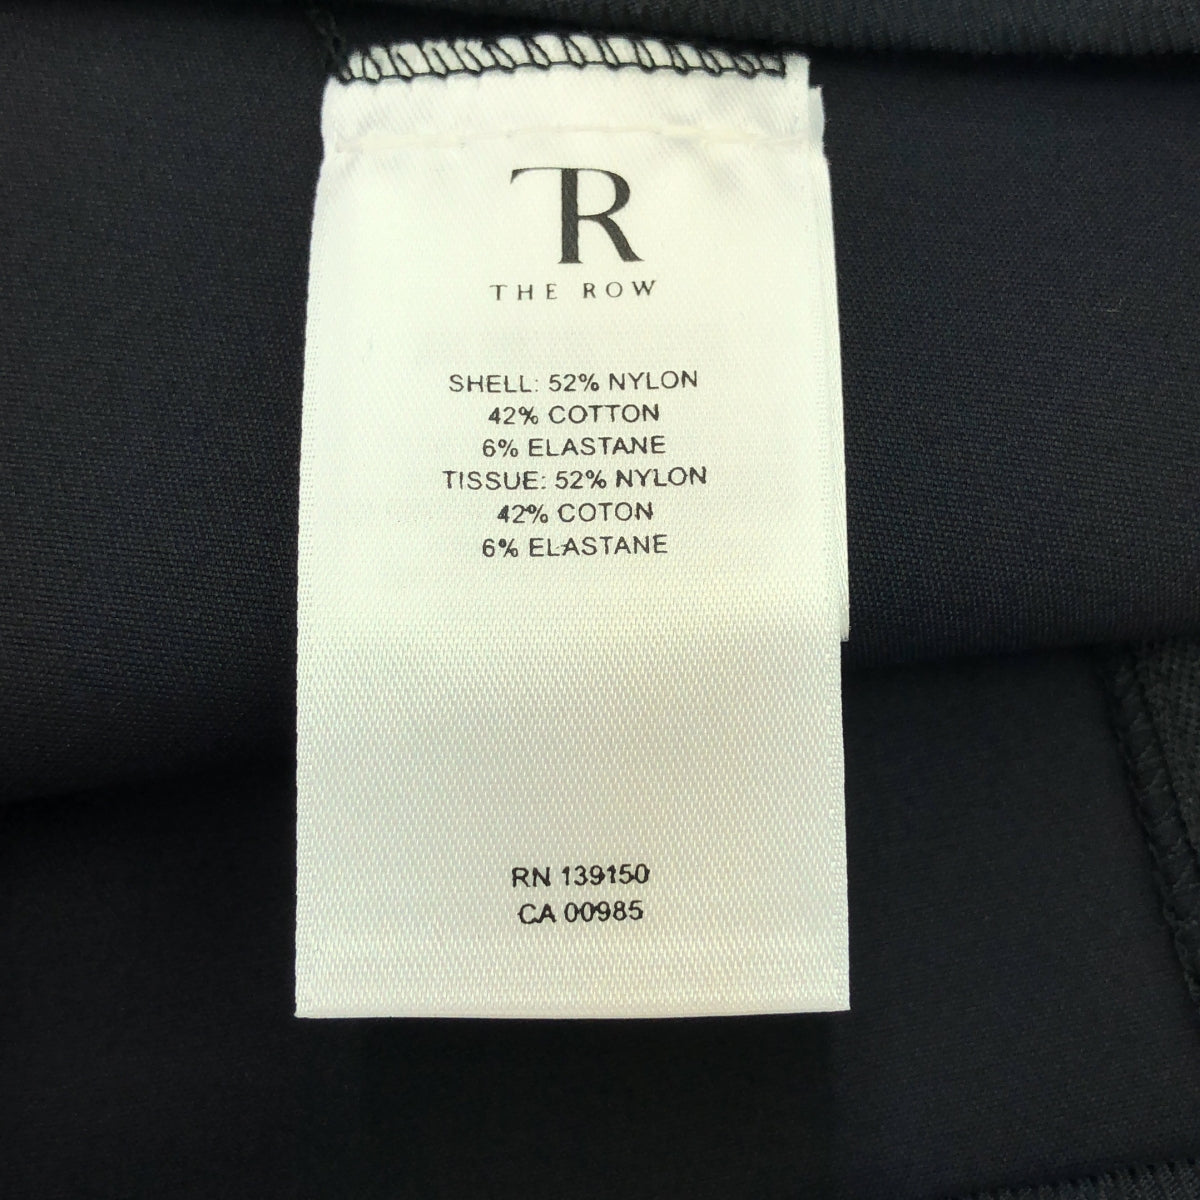 TR
THE ROW
SHELL: 52% NYLON
42% COTTON
6% ELASTANE
TISSUE: 52% NYLON
42% COTON
6% ELASTANE
RN 139150
CA 00985